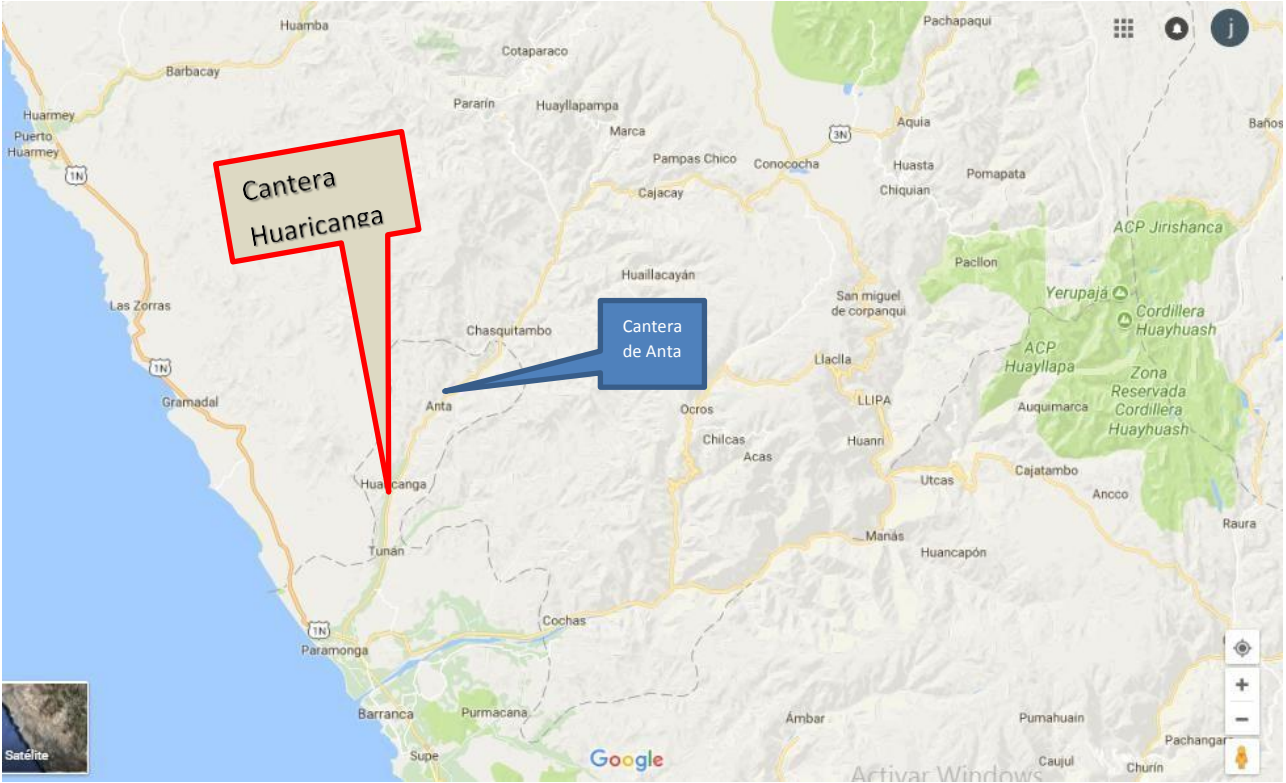 Huamba
Pachapaqui
j
Cotaparaco
Barbacay
Pararin
Huayllapampa
Huarmey
Marca
Aquia
Baños
Puerto
Huarmey
3N
Pampas Chico
Conococha
Huasta
Pomapata
1N
Cantera
Huaricanga
Cajacay
Chiquian
ACP Jirishanca
Pacllon
Huaillacayán
Yerupajá
San miguel
de corpanqui
Las Zorras
Cordillera
Huayhuash
Chasquitambo
Cantera
de Anta
ACP
Huayllapa
Llaclla
1N
Zona
Reservada
Cordillera
Huayhuash
Gramadal
Anta
Ocros
LLIPA
Auquimarca
Chilcas
Acas
Huanri
Cajatambo
Utcas
Ancco
Raura
Manás
Huancapón
Tunán
Cochas
1N
Paramonga
Barranca
Purmacana
Ámbar
Pumahuain
Pachangar
Satélite
Supe
Google
Activar Windows
Caujul
Churín